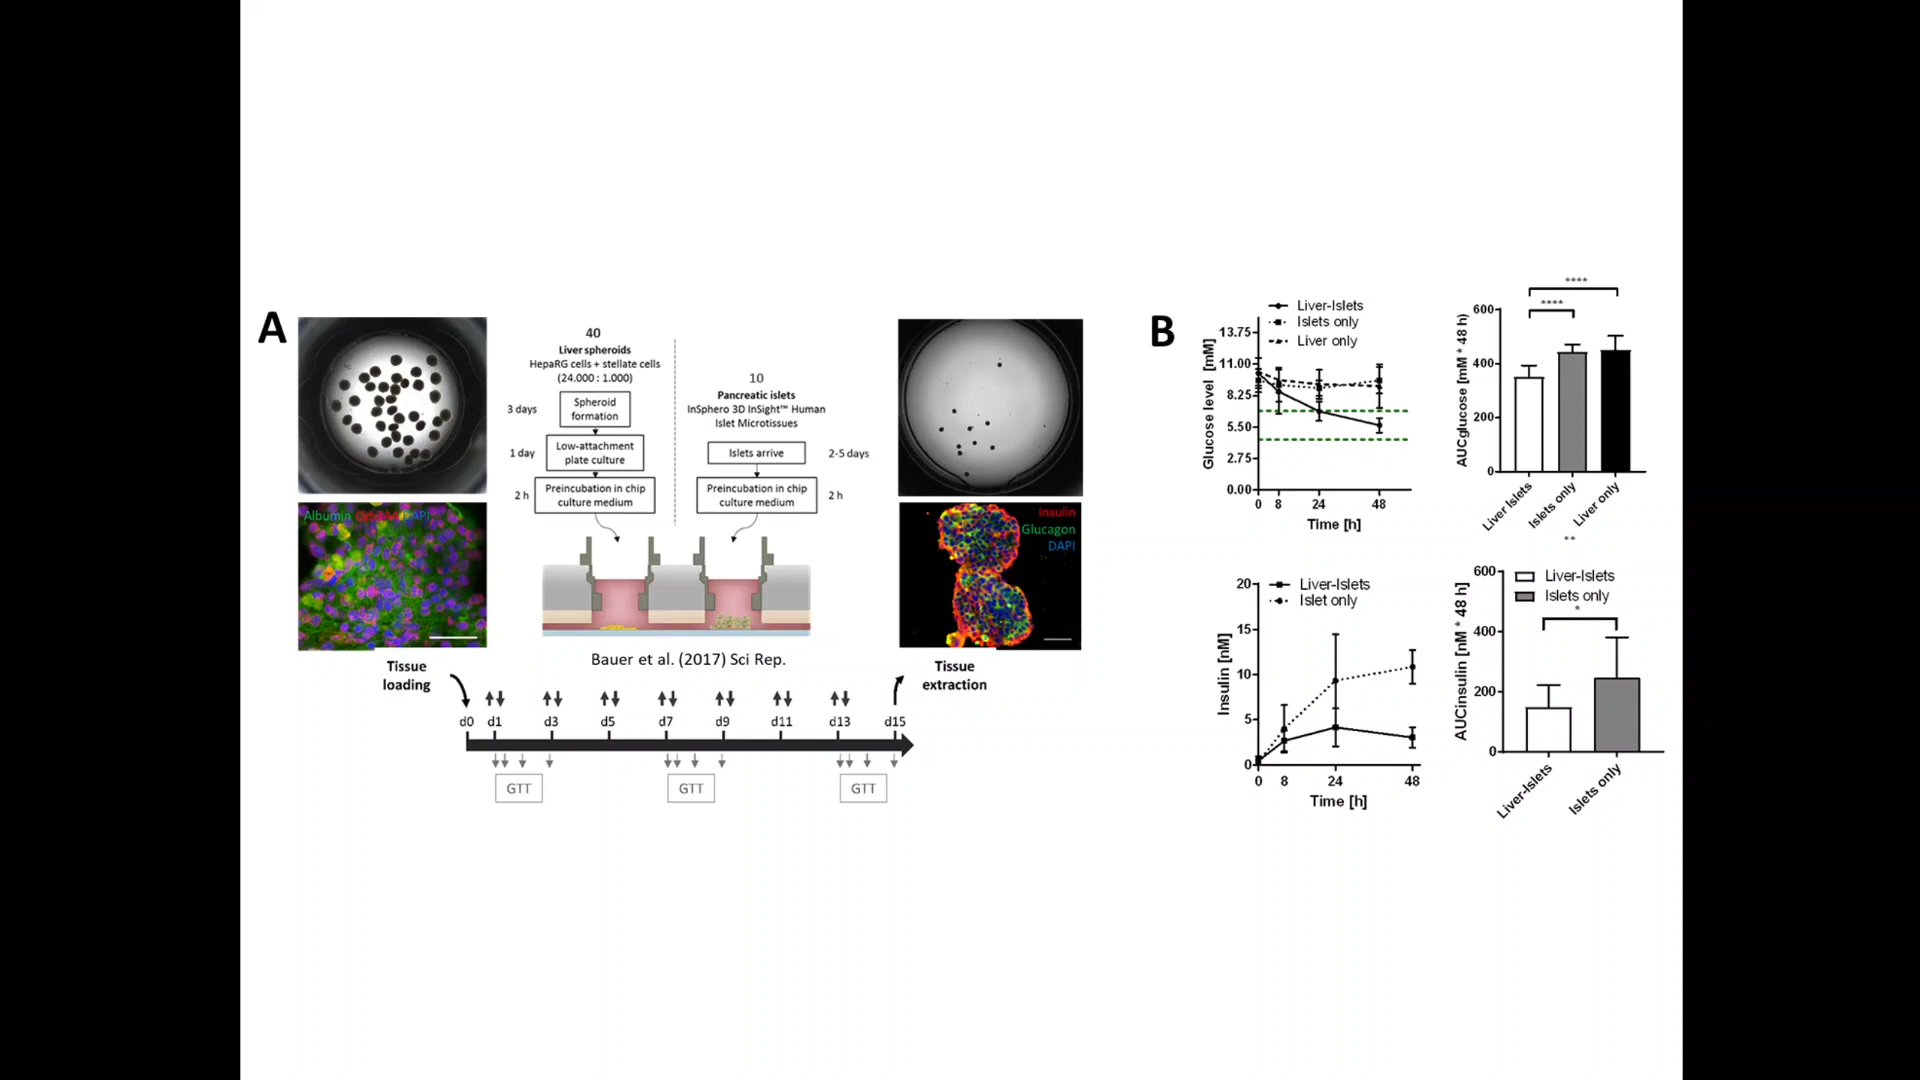 A
40
Liver spheroids
HepaRG cells + stellate cells
(24.000 : 1.000)
3 days
Spheroid
formation
1 day
Low-attachment
plate culture
2 h
Preincubation in chip
culture medium
10
Pancreatic islets
InSphero 3D InSight™ Human
Islet Microtissues
Islets arrive
2-5 days
Preincubation in chip
culture medium
2 h
Albumin DAPI
Insulin
Glucagon
DAPI
Bauer et al. (2017) Sci Rep.
Tissue
loading
Tissue
extraction
d0 d1 d3 d5 d7 d9 d11 d13 d15
GTT GTT GTT
B
Liver-Islets
Islets only
Liver only
Glucose level [mM]
13.75
11.00
8.25
5.50
2.75
0.00
0 8 24 48
Time [h]
****
****
AUCglucose [mM * 48 h)
600
400
200
0
Liver Islets
Islets only
Liver only
**
Liver-Islets
Islet only
Insulin [nM]
20
15
10
5
0
0 8 24 48
Time [h]
Liver-Islets
Islets only
*
AUCinsulin [nM * 48 h]
600
400
200
0
Liver-Islets
Islets only